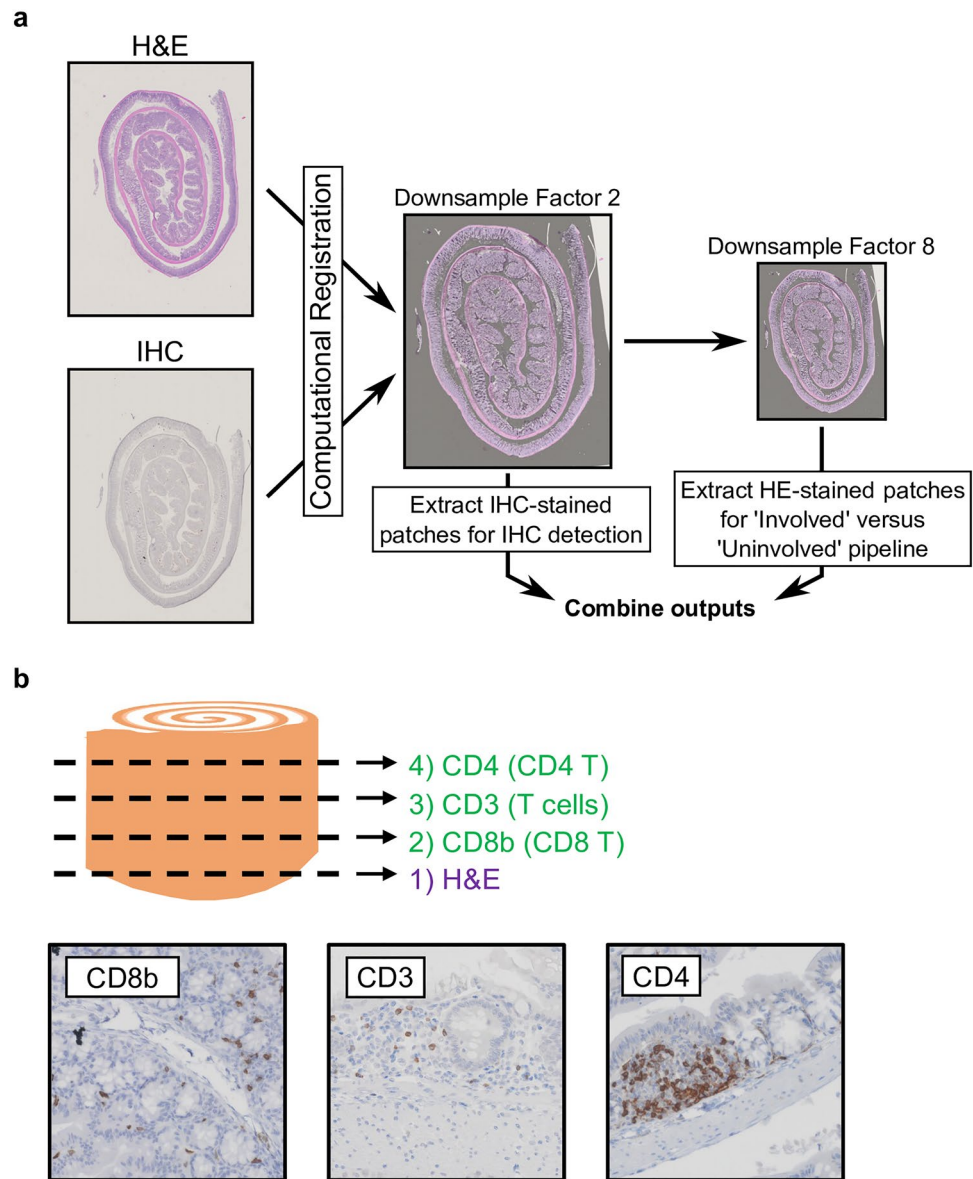 a
H&E
IHC
Computational Registration
Downsample Factor 2
Downsample Factor 8
Extract IHC-stained
patches for IHC detection
Extract HE-stained patches
for 'Involved' versus
'Uninvolved' pipeline
Combine outputs
b
4) CD4 (CD4 T)
3) CD3 (T cells)
2) CD8b (CD8 T)
1) H&E
CD8b
CD3
CD4